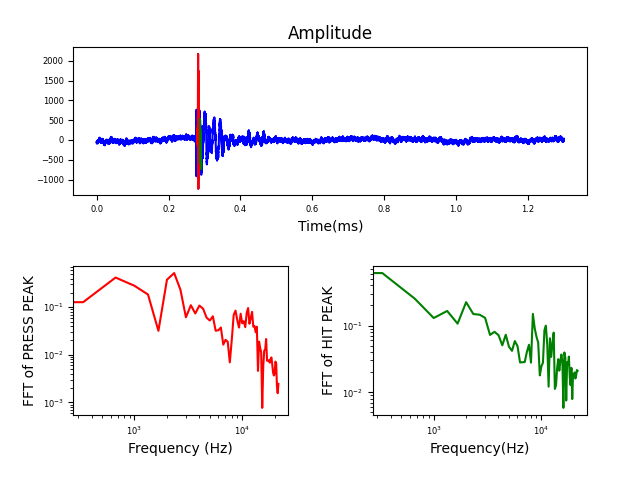 Amplitude
2000
1500
1000
500
0
−500
−1000
0.0 0.2 0.4 0.6 0.8 1.0 1.2
Time(ms)
FFT of PRESS PEAK
10⁻¹
10⁻²
10⁻³
10³ 10⁴
Frequency (Hz)
FFT of HIT PEAK
10⁻¹
10⁻²
10³ 10⁴
Frequency(Hz)